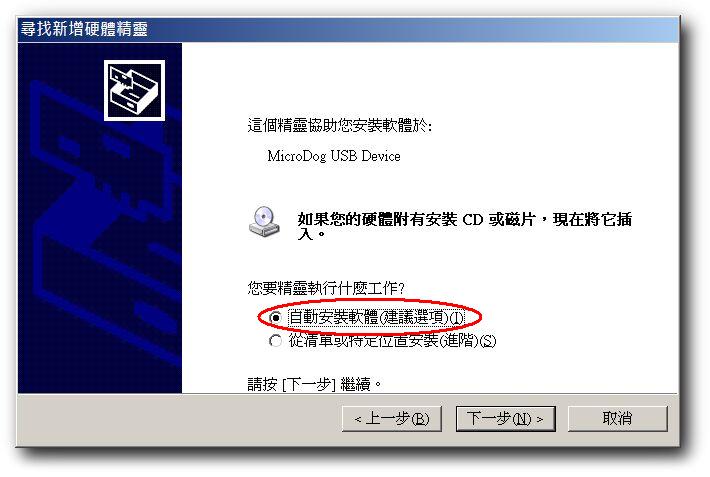 尋找新增硬體精靈
這個精靈協助您安裝軟體於:
MicroDog USB Device
如果您的硬體附有安裝 CD 或磁片，現在將它插
入。
您要精靈執行什麼工作?
自動安裝軟體(建議選項)(I)
從清單或特定位置安裝(進階)(S)
請按 [下一步] 繼續。
< 上一步(B) 下一步(N) > 取消